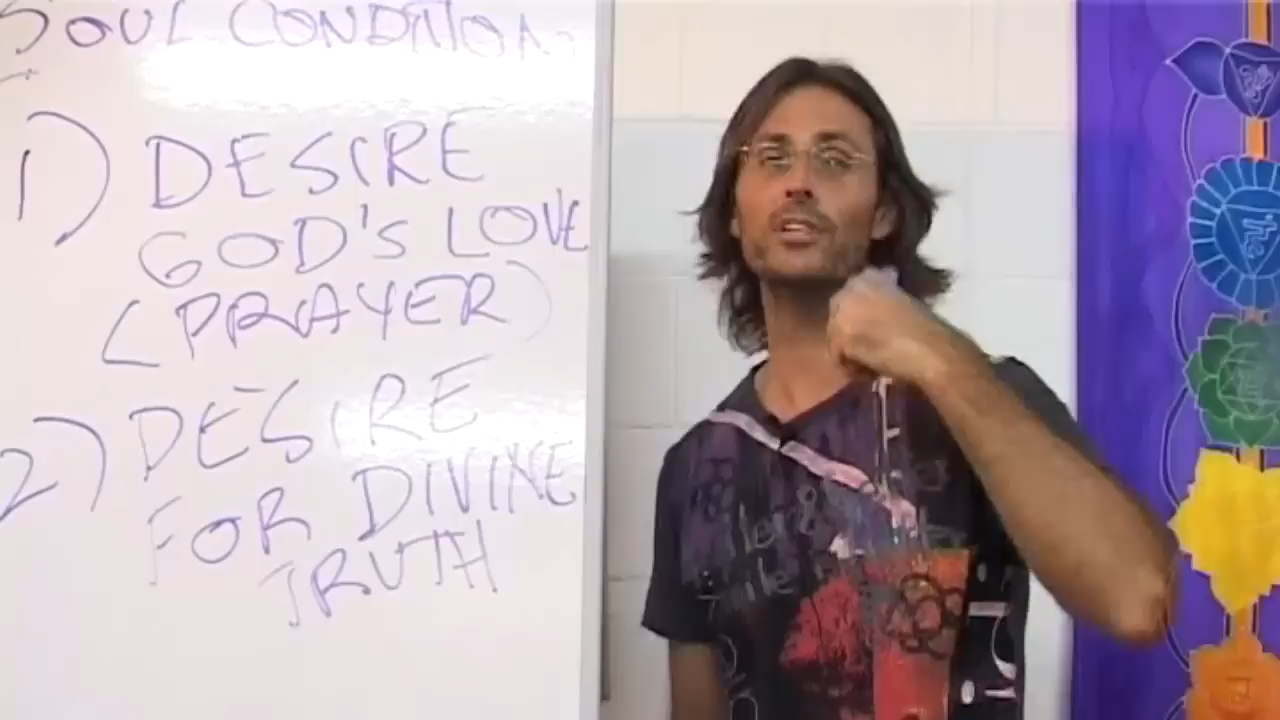 SOUL CONDITION
1) DESIRE
GOD'S LOVE
(PRAYER)
2) DESIRE
FOR DIVINE
TRUTH